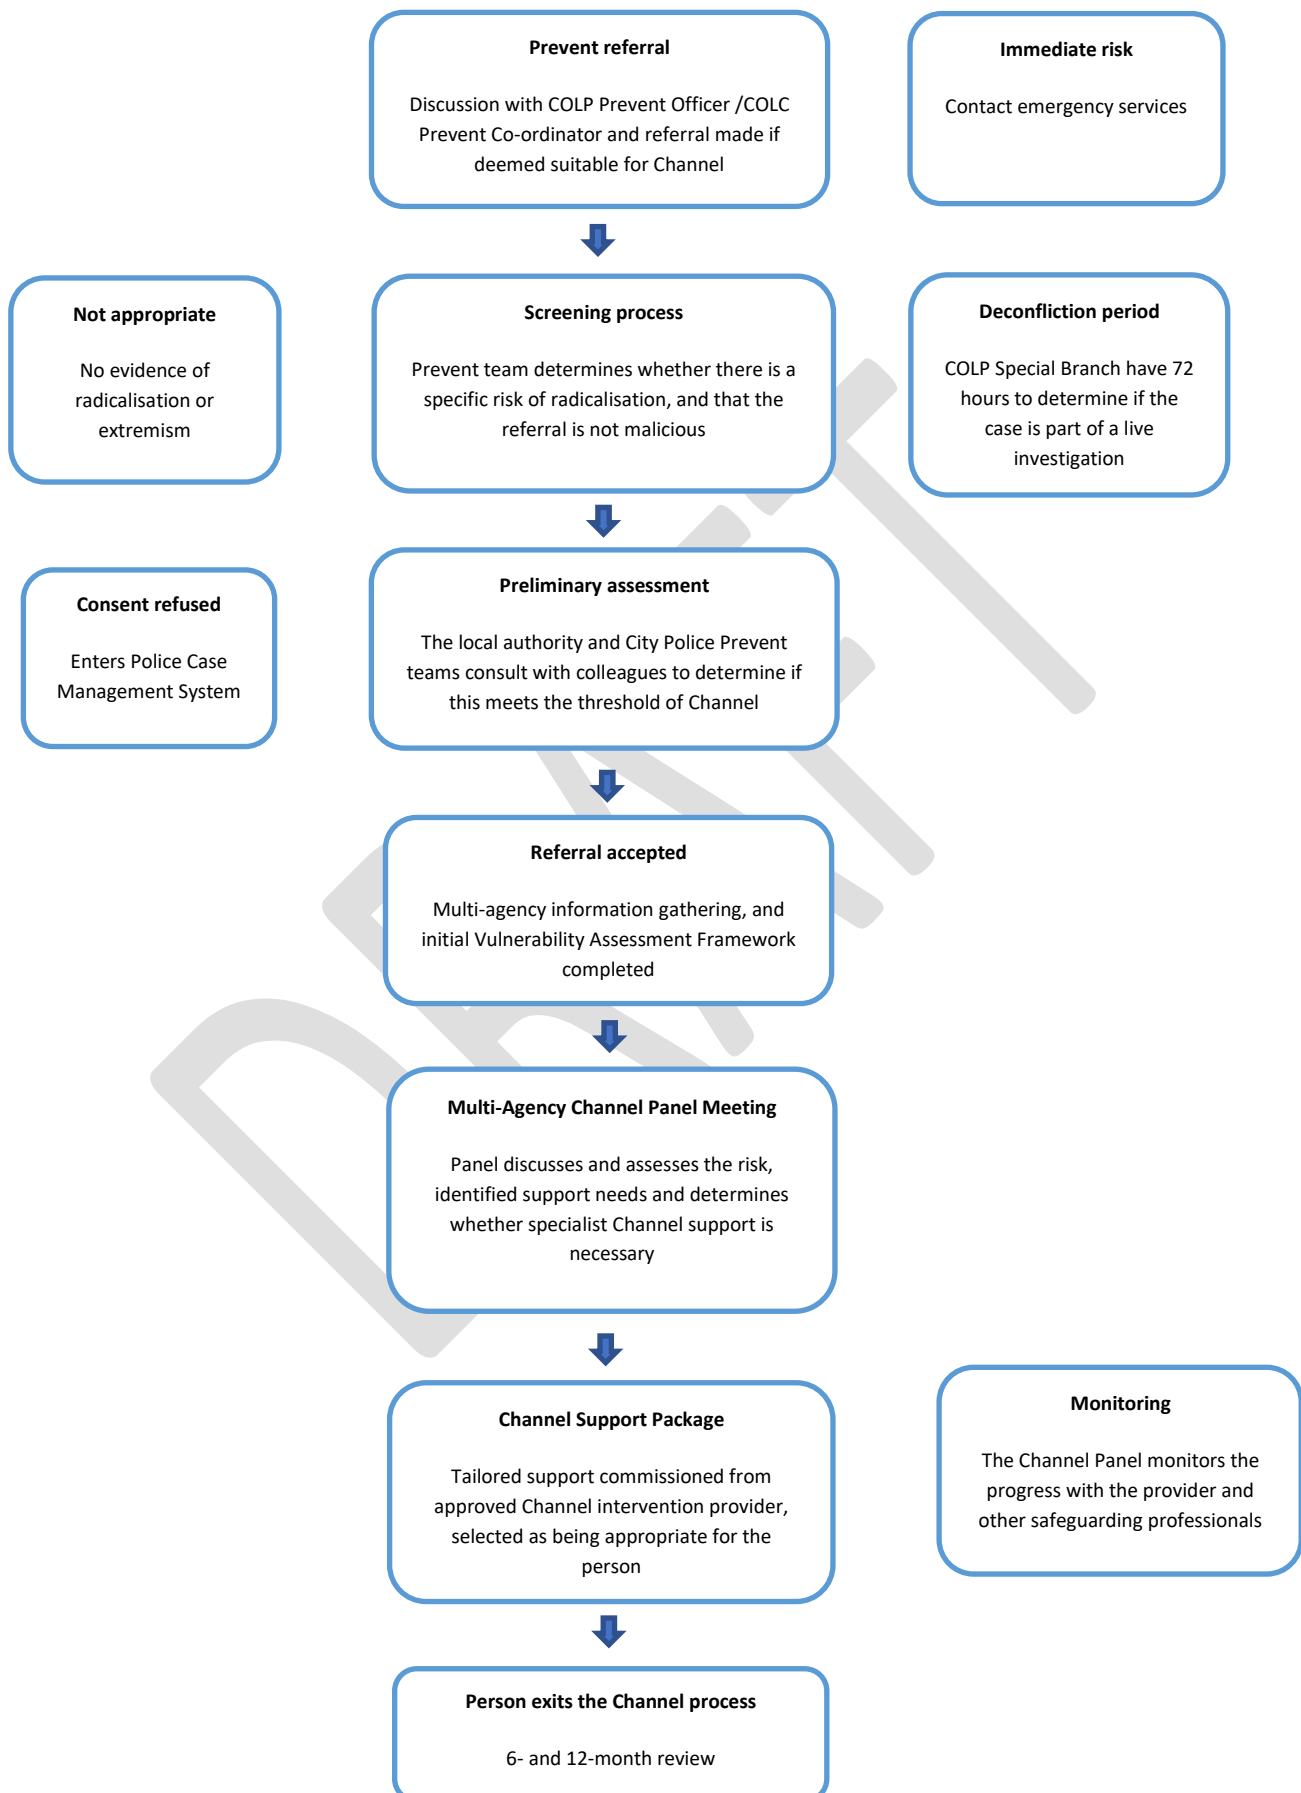 Prevent referral
Discussion with COLP Prevent Officer /COLC
Prevent Co-ordinator and referral made if
deemed suitable for Channel
Immediate risk
Contact emergency services
Not appropriate
No evidence of
radicalisation or
extremism
Screening process
Prevent team determines whether there is a
specific risk of radicalisation, and that the
referral is not malicious
Deconfliction period
COLP Special Branch have 72
hours to determine if the
case is part of a live
investigation
Consent refused
Enters Police Case
Management System
Preliminary assessment
The local authority and City Police Prevent
teams consult with colleagues to determine if
this meets the threshold of Channel
Referral accepted
Multi-agency information gathering, and
initial Vulnerability Assessment Framework
completed
Multi-Agency Channel Panel Meeting
Panel discusses and assesses the risk,
identified support needs and determines
whether specialist Channel support is
necessary
Channel Support Package
Tailored support commissioned from
approved Channel intervention provider,
selected as being appropriate for the
person
Monitoring
The Channel Panel monitors the
progress with the provider and
other safeguarding professionals
Person exits the Channel process
6- and 12-month review
DRAFT